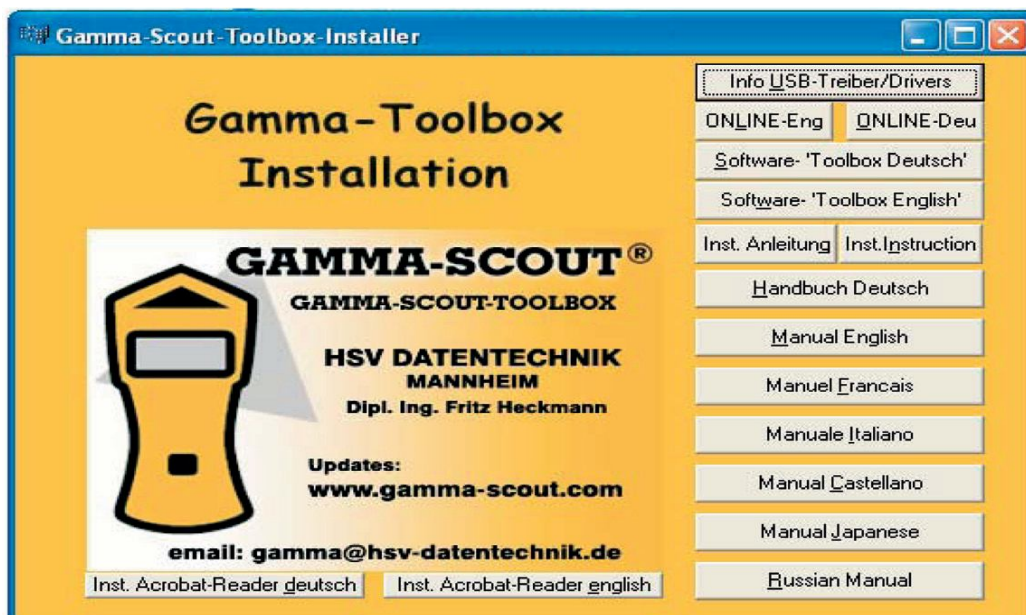 Gamma-Scout-Toolbox-Installer
Gamma-Toolbox
Installation
GAMMA-SCOUT®
GAMMA-SCOUT-TOOLBOX
HSV DATENTECHNIK
MANNHEIM
Dipl. Ing. Fritz Heckmann
Updates:
www.gamma-scout.com
email: gamma@hsv-datentechnik.de
Inst. Acrobat-Reader deutsch
Inst. Acrobat-Reader english
Info USB-Treiber/Drivers
ONLINE-Eng
ONLINE-Deu
Software- 'Toolbox Deutsch'
Software- 'Toolbox English'
Inst. Anleitung
Inst.Instruction
Handbuch Deutsch
Manual English
Manuel Francais
Manuale Italiano
Manual Castellano
Manual Japanese
Russian Manual